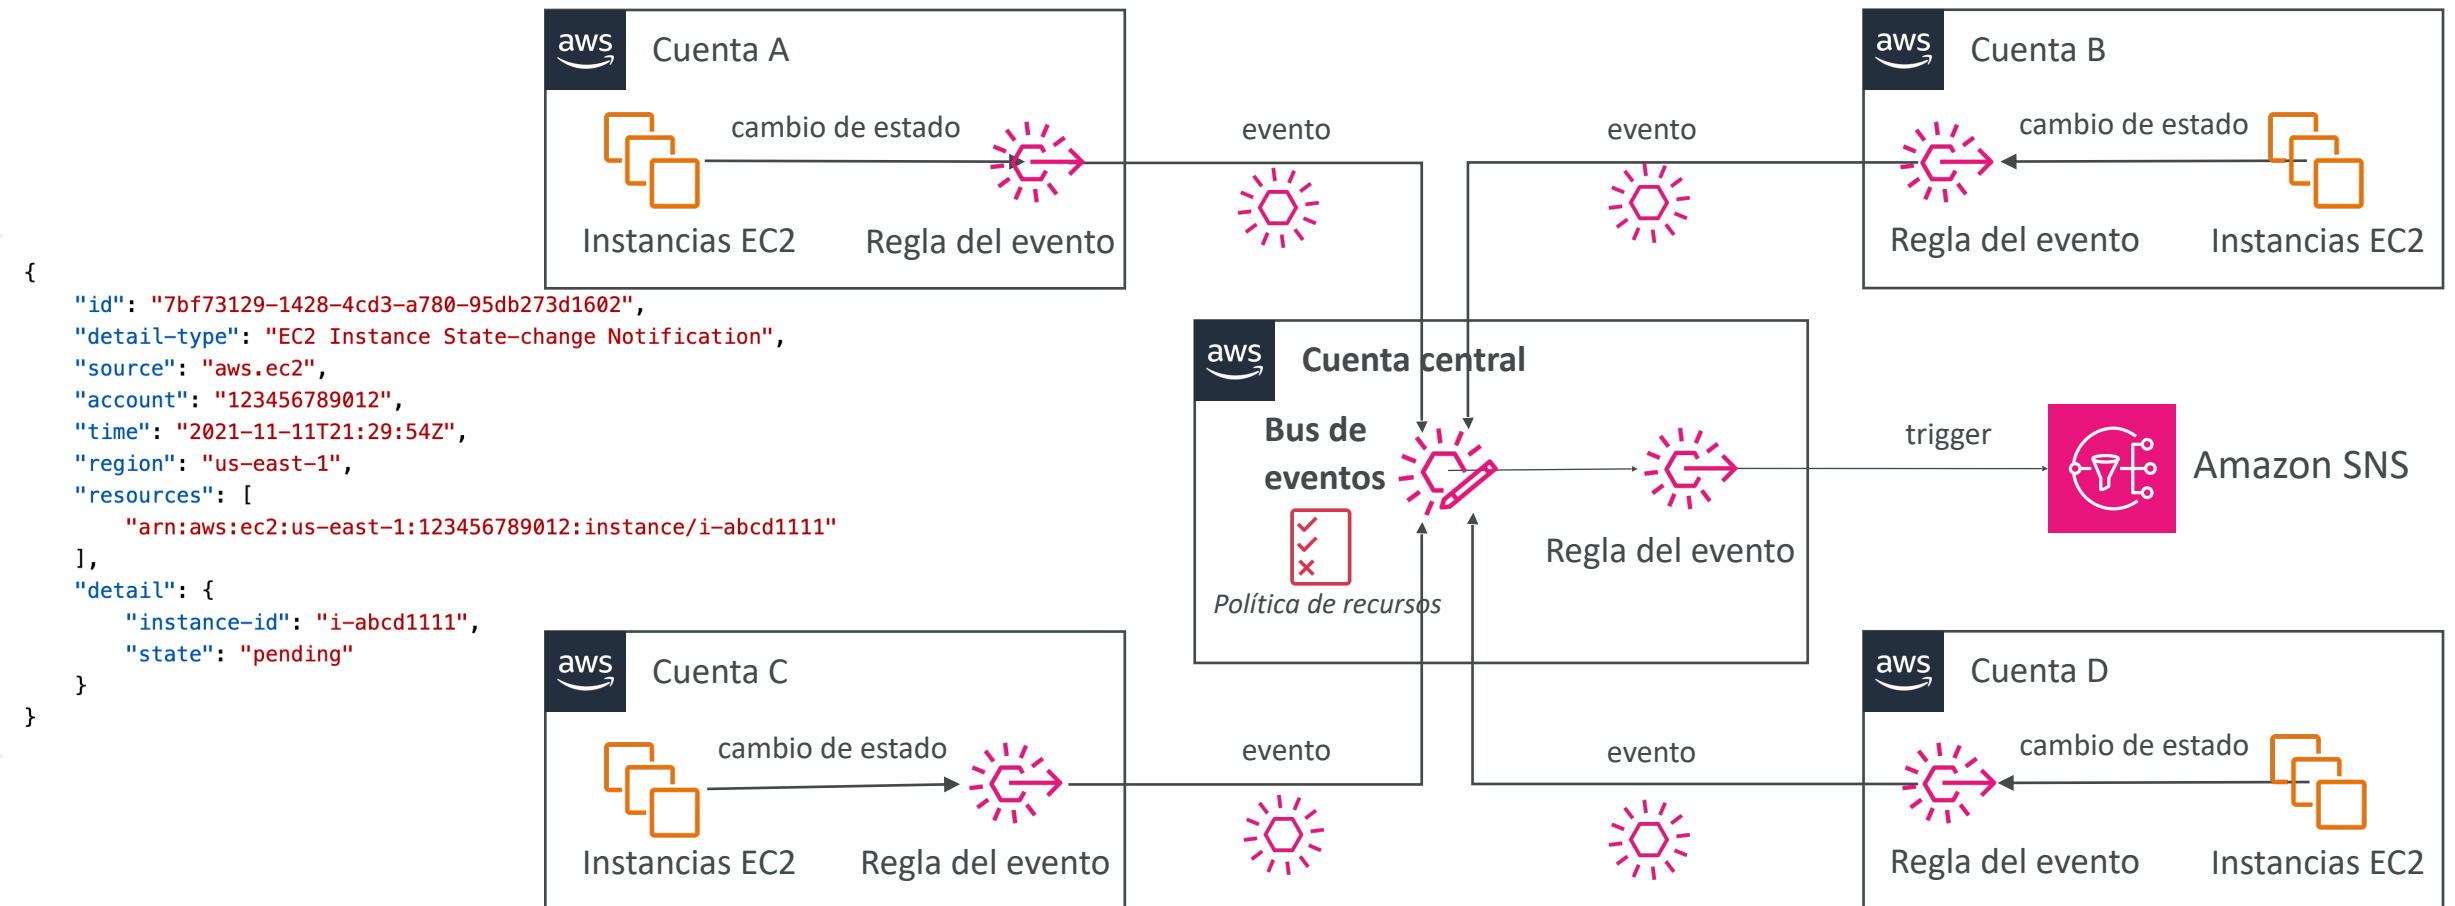 aws
Cuenta A
cambio de estado
Instancias EC2
Regla del evento
evento
evento
aws
Cuenta B
cambio de estado
Regla del evento
Instancias EC2
{
"id": "7bf73129-1428-4cd3-a780-95db273d1602",
"detail-type": "EC2 Instance State-change Notification",
"source": "aws.ec2",
"account": "123456789012",
"time": "2021-11-11T21:29:54Z",
"region": "us-east-1",
"resources": [
"arn:aws:ec2:us-east-1:123456789012:instance/i-abcd1111"
],
"detail": {
"instance-id": "i-abcd1111",
"state": "pending"
}
}
aws
Cuenta central
Bus de
eventos
Política de recursos
Regla del evento
trigger
Amazon SNS
aws
Cuenta C
cambio de estado
Instancias EC2
Regla del evento
evento
evento
aws
Cuenta D
cambio de estado
Regla del evento
Instancias EC2